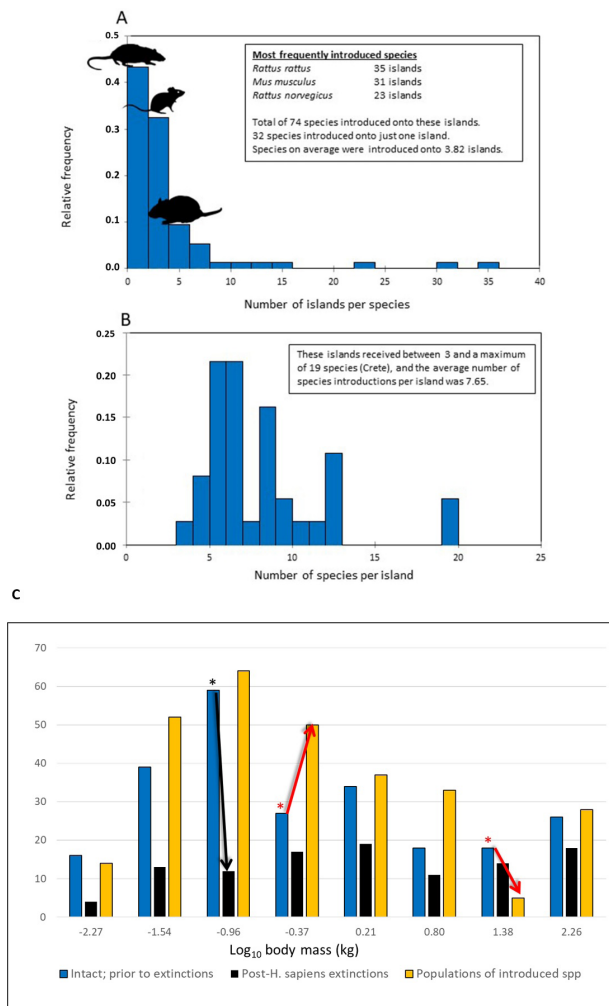 A
0.5
0.4
0.3
0.2
0.1
0.0
Relative frequency
Most frequently introduced species
Rattus rattus 35 islands
Mus musculus 31 islands
Rattus norvegicus 23 islands
Total of 74 species introduced onto these islands.
32 species introduced onto just one island.
Species on average were introduced onto 3.82 islands.
0 5 10 15 20 25 30 35 40
Number of islands per species
B
0.25
0.20
0.15
0.10
0.05
0.00
Relative frequency
These islands received between 3 and a maximum
of 19 species (Crete), and the average number of
species introductions per island was 7.65.
0 5 10 15 20 25
Number of species per island
C
70
60
50
40
30
20
10
0
* * *
-2.27 -1.54 -0.96 -0.37 0.21 0.80 1.38 2.26
Log10 body mass (kg)
Intact; prior to extinctions Post-H. sapiens extinctions Populations of introduced spp